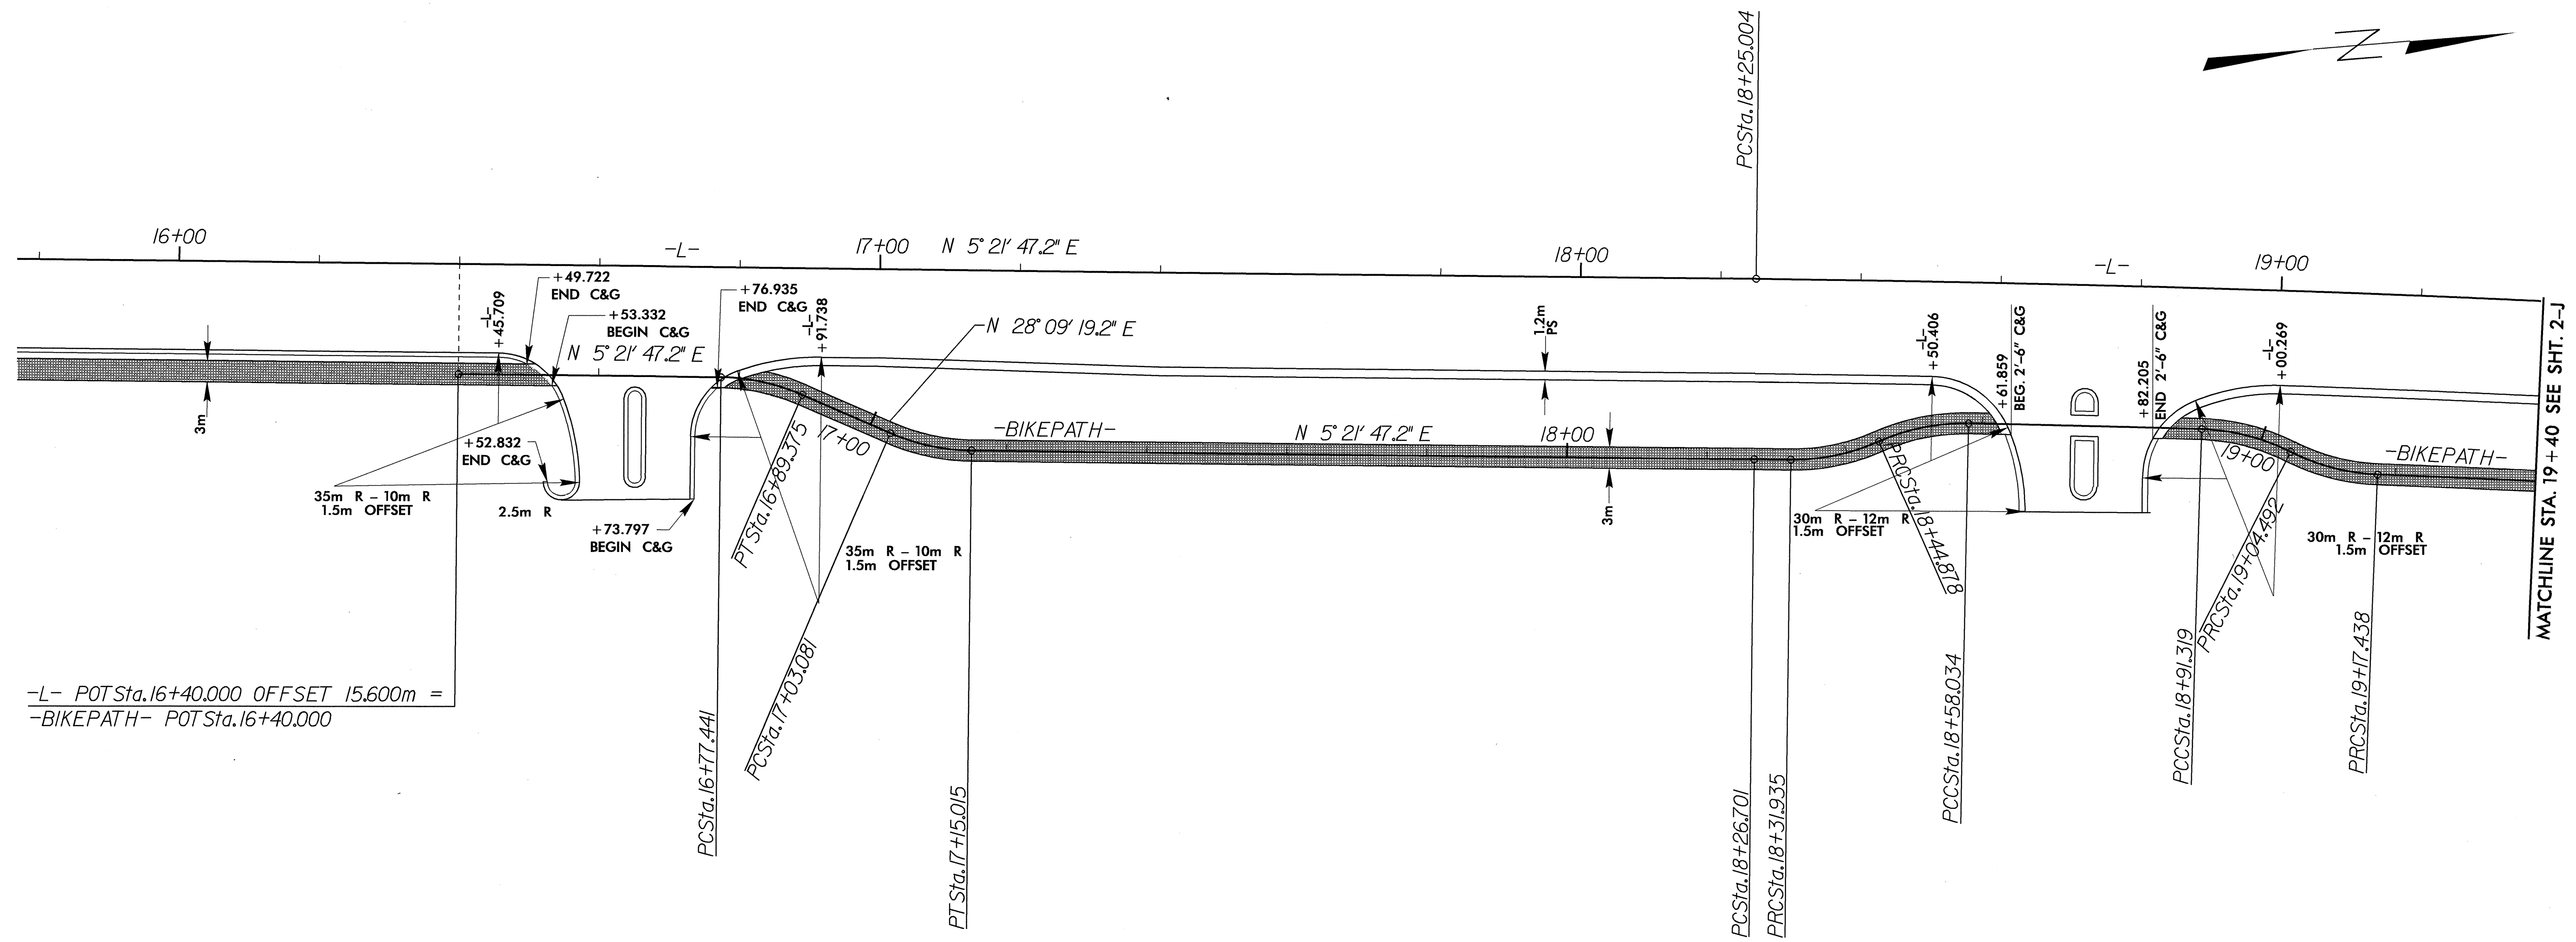 PCSta.18+25.004
N
16+00
-L-
17+00
N 5° 21' 47.2" E
18+00
-L-
19+00
+49.722
END C&G
+53.332
BEGIN C&G
N 5° 21' 47.2" E
-L-
+45.709
+76.935
END C&G
-L-
+91.738
N 28° 09' 19.2" E
1.2m
PS
-L-
+50.406
+61.859
BEG. 2'-6" C&G
+82.205
END 2'-6" C&G
-L-
+00.269
MATCHLINE STA. 19+40 SEE SHT. 2-J
3m
+52.832
END C&G
35m R - 10m R
1.5m OFFSET
2.5m R
+73.797
BEGIN C&G
17+00
-BIKEPATH-
N 5° 21' 47.2" E
18+00
3m
PTSta.16+89.375
35m R - 10m R
1.5m OFFSET
30m R - 12m R
1.5m OFFSET
PRCSta.18+44.878
19+00
-BIKEPATH-
PRCSta.19+04.492
30m R - 12m R
1.5m OFFSET
-L- POTSta.16+40.000 OFFSET 15.600m =
-BIKEPATH- POTSta.16+40.000
PCSta.16+77.441
PCSta.17+03.081
PTSta.17+15.015
PCSta.18+26.701
PRCSta.18+31.935
PCCSta.18+58.034
PCCSta.18+91.319
PRCSta.19+17.438